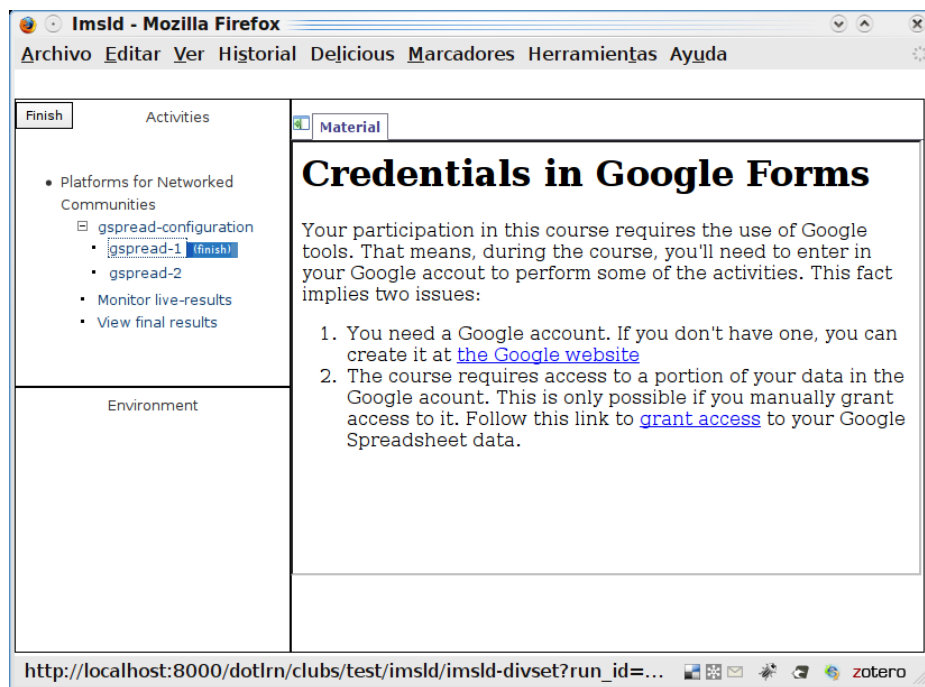 Imsld - Mozilla Firefox
Archivo Editar Ver Historial Delicious Marcadores Herramientas Ayuda
Finish
Activities
Platforms for Networked
Communities
gspread-configuration
gspread-1 (finish)
gspread-2
Monitor live-results
View final results
Environment
Material
Credentials in Google Forms
Your participation in this course requires the use of Google
tools. That means, during the course, you'll need to enter in
your Google accout to perform some of the activities. This fact
implies two issues:
1. You need a Google account. If you don't have one, you can
create it at the Google website
2. The course requires access to a portion of your data in the
Google acount. This is only possible if you manually grant
access to it. Follow this link to grant access to your Google
Spreadsheet data.
http://localhost:8000/dotlrn/clubs/test/imsld/imsld-divset?run_id=...
zotero